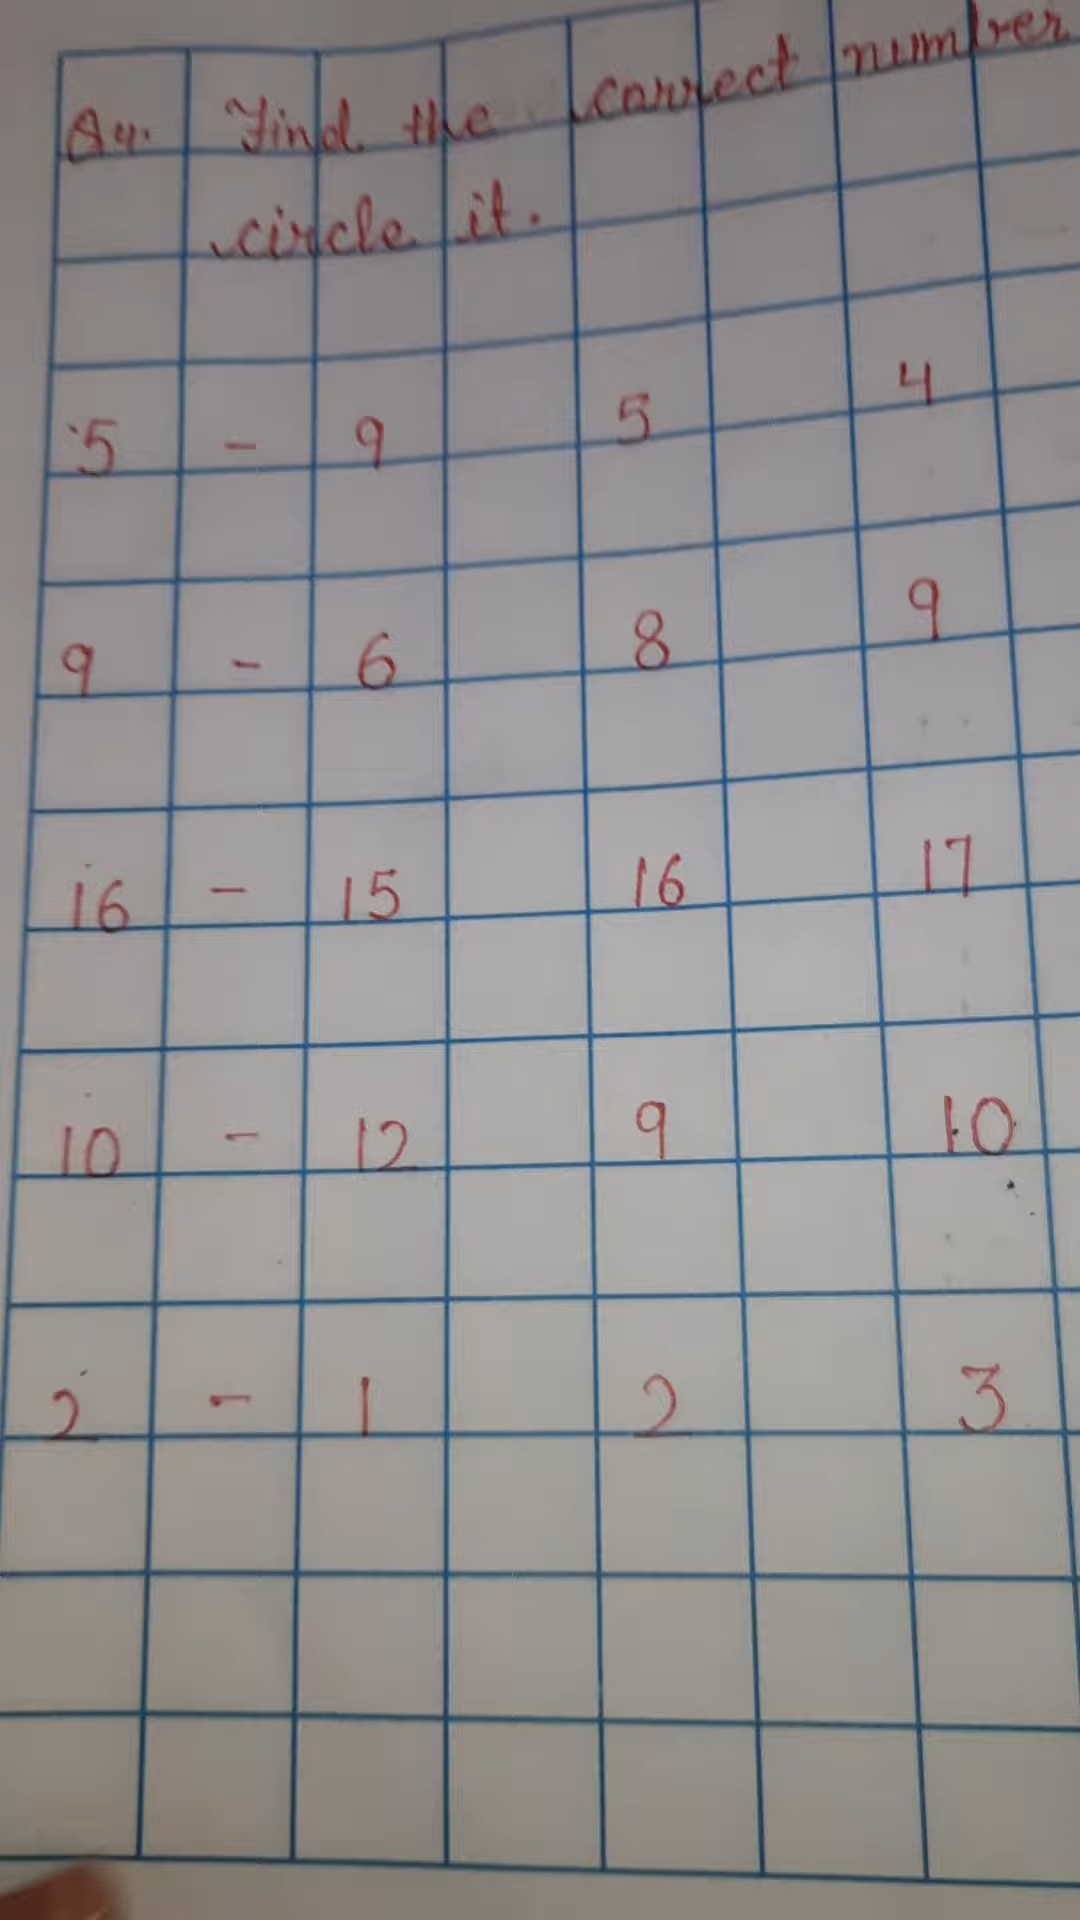 Q4. Find the correct number
circle it.
5 - 9 5 4
9 - 6 8 9
16 - 15 16 17
10 - 12 9 10
2 - 1 2 3